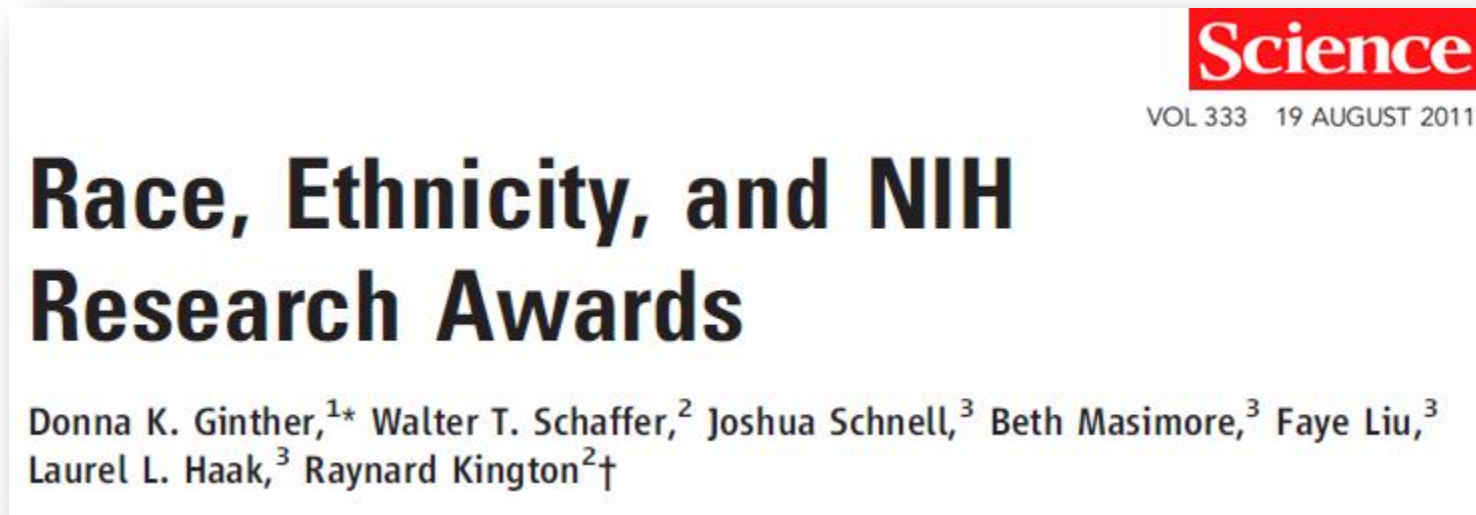 Science
VOL 333 19 AUGUST 2011
Race, Ethnicity, and NIH
Research Awards
Donna K. Ginther,1* Walter T. Schaffer,2 Joshua Schnell,3 Beth Masimore,3 Faye Liu,3
Laurel L. Haak,3 Raynard Kington2†